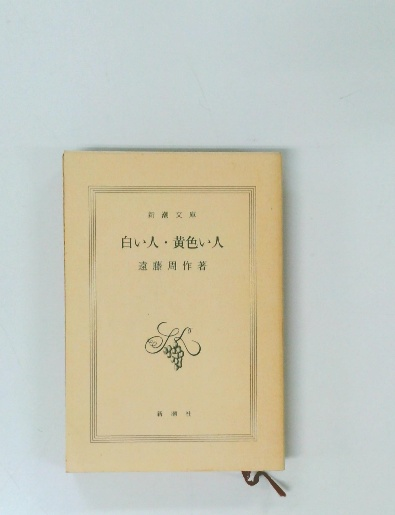 新潮文庫
白い人・黄色い人
遠藤周作著
新潮社